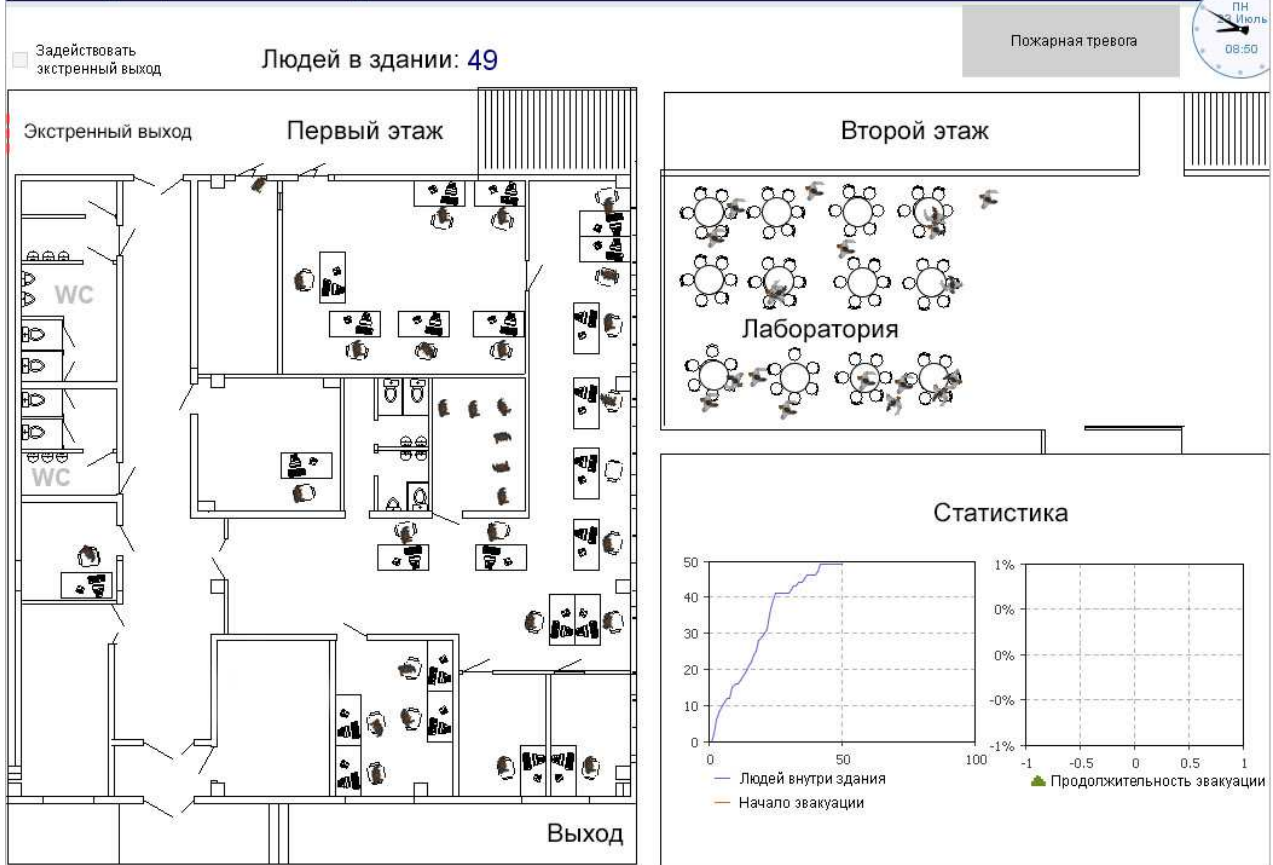 Задействовать
экстренный выход
Людей в здании: 49
Пожарная тревога
ПН
23 Июль
08:50
Экстренный выход
Первый этаж
Второй этаж
WC
WC
Лаборатория
Выход
Статистика
50
40
30
20
10
0
0
50
100
Людей внутри здания
Начало эвакуации
1%
0%
0%
-0%
-1%
-1
-0.5
0
0.5
1
Продолжительность эвакуации